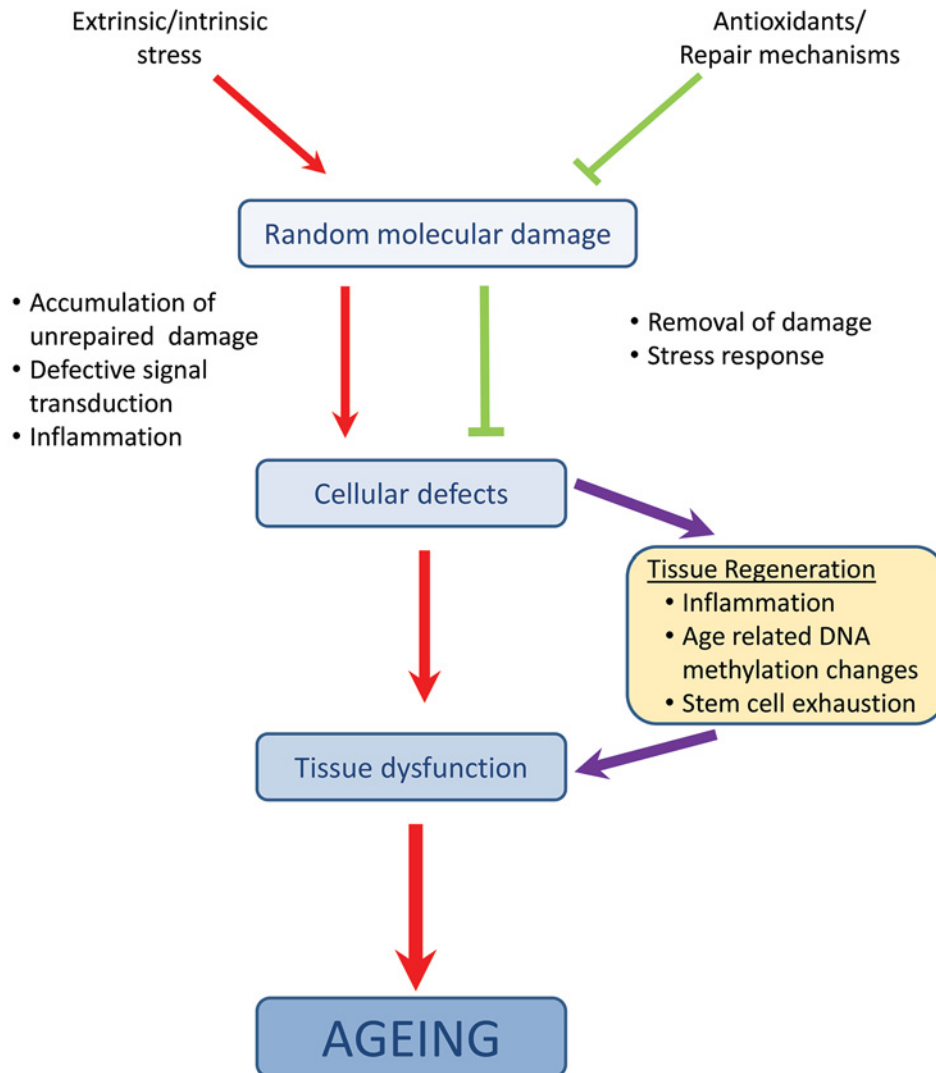 Extrinsic/intrinsic
stress
Antioxidants/
Repair mechanisms
Random molecular damage
• Accumulation of
unrepaired damage
• Defective signal
transduction
• Inflammation
• Removal of damage
• Stress response
Cellular defects
Tissue Regeneration
• Inflammation
• Age related DNA
methylation changes
• Stem cell exhaustion
Tissue dysfunction
AGEING